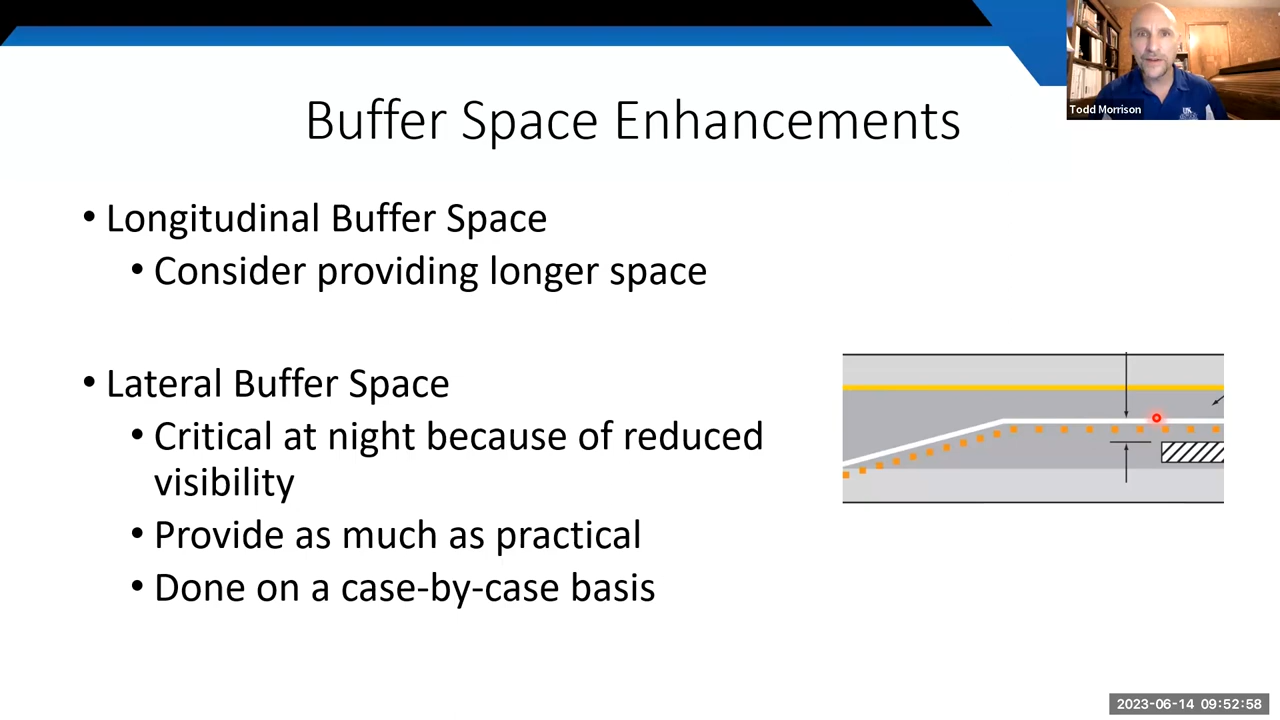 Todd Morrison
Buffer Space Enhancements
• Longitudinal Buffer Space
• Consider providing longer space
• Lateral Buffer Space
• Critical at night because of reduced
visibility
• Provide as much as practical
• Done on a case-by-case basis
2023-06-14 09:52:58